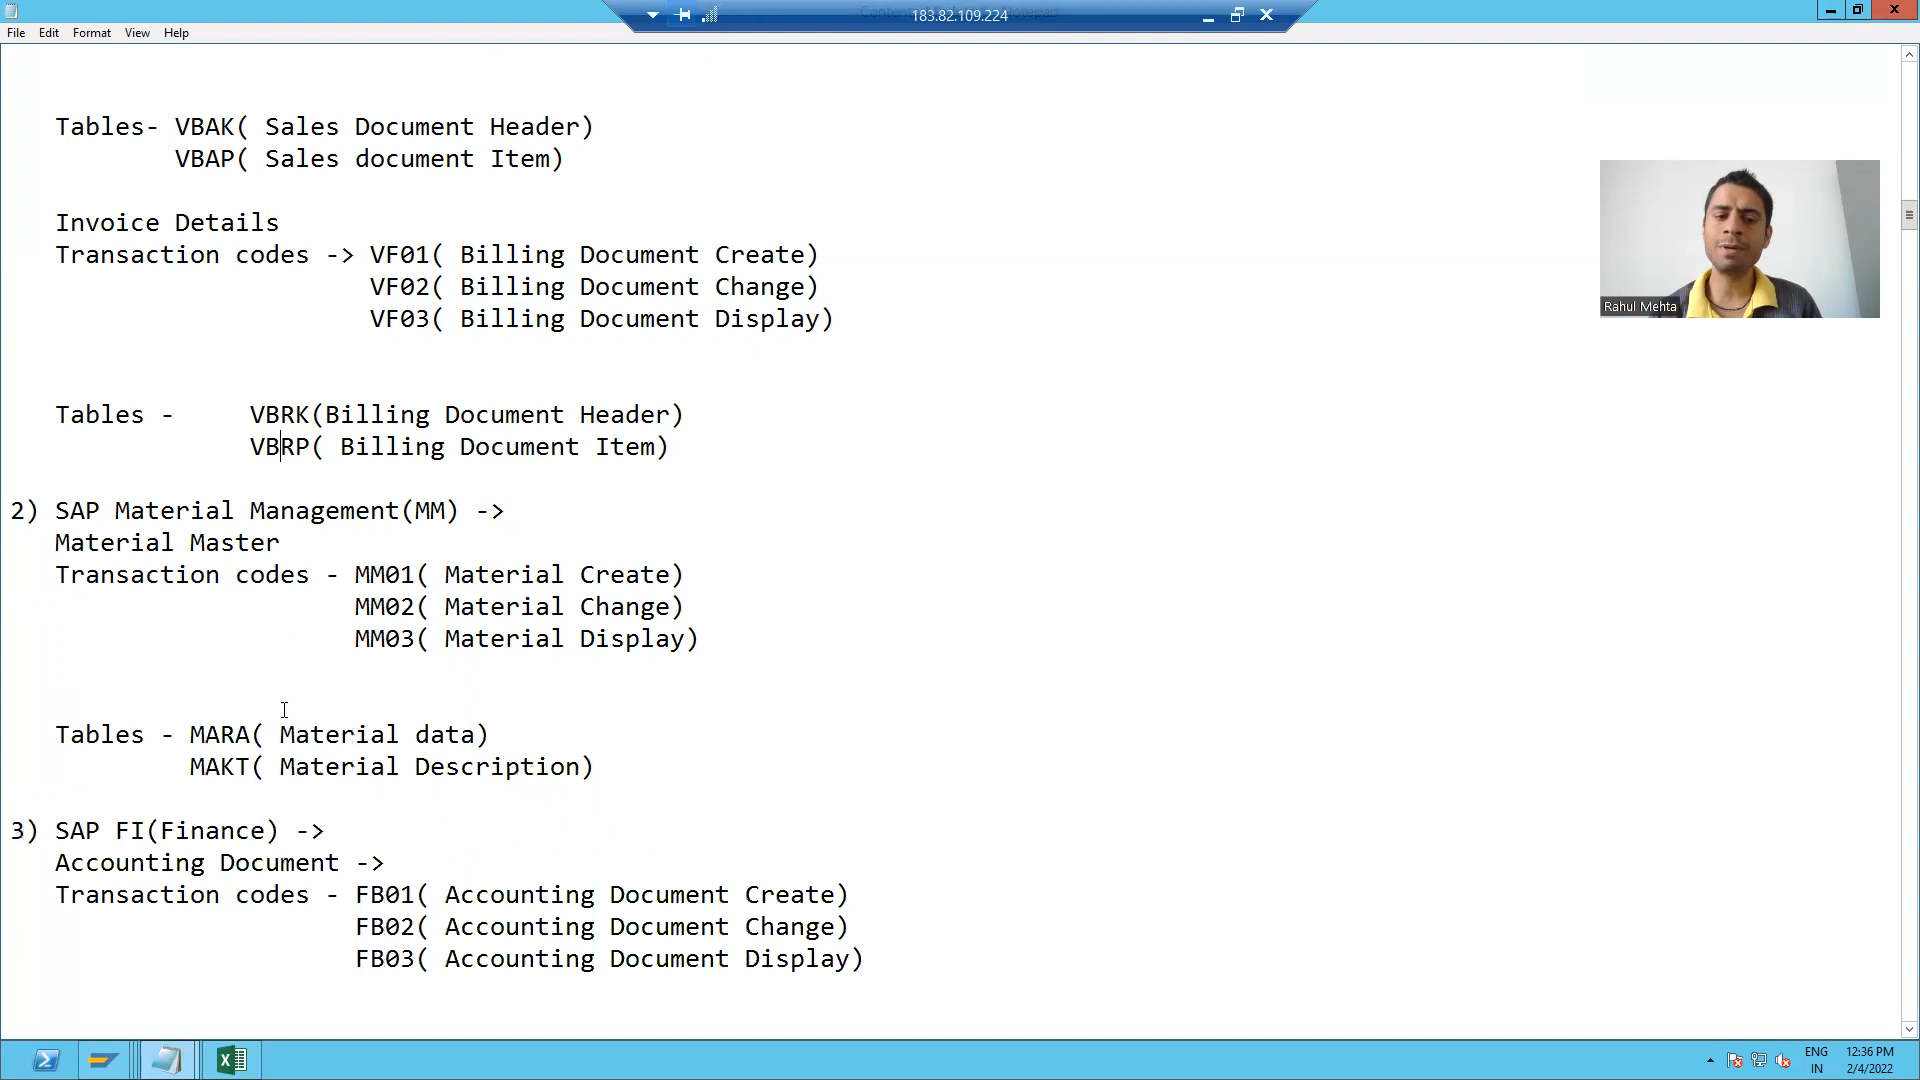 183.82.109.224
File Edit Format View Help
Tables- VBAK( Sales Document Header)
VBAP( Sales document Item)
Invoice Details
Transaction codes -> VF01( Billing Document Create)
VF02( Billing Document Change)
VF03( Billing Document Display)
Rahul Mehta
Tables - VBRK(Billing Document Header)
VBRP( Billing Document Item)
2) SAP Material Management(MM) ->
Material Master
Transaction codes - MM01( Material Create)
MM02( Material Change)
MM03( Material Display)
Tables - MARA( Material data)
MAKT( Material Description)
3) SAP FI(Finance) ->
Accounting Document ->
Transaction codes - FB01( Accounting Document Create)
FB02( Accounting Document Change)
FB03( Accounting Document Display)
ENG 12:36 PM
IN 2/4/2022